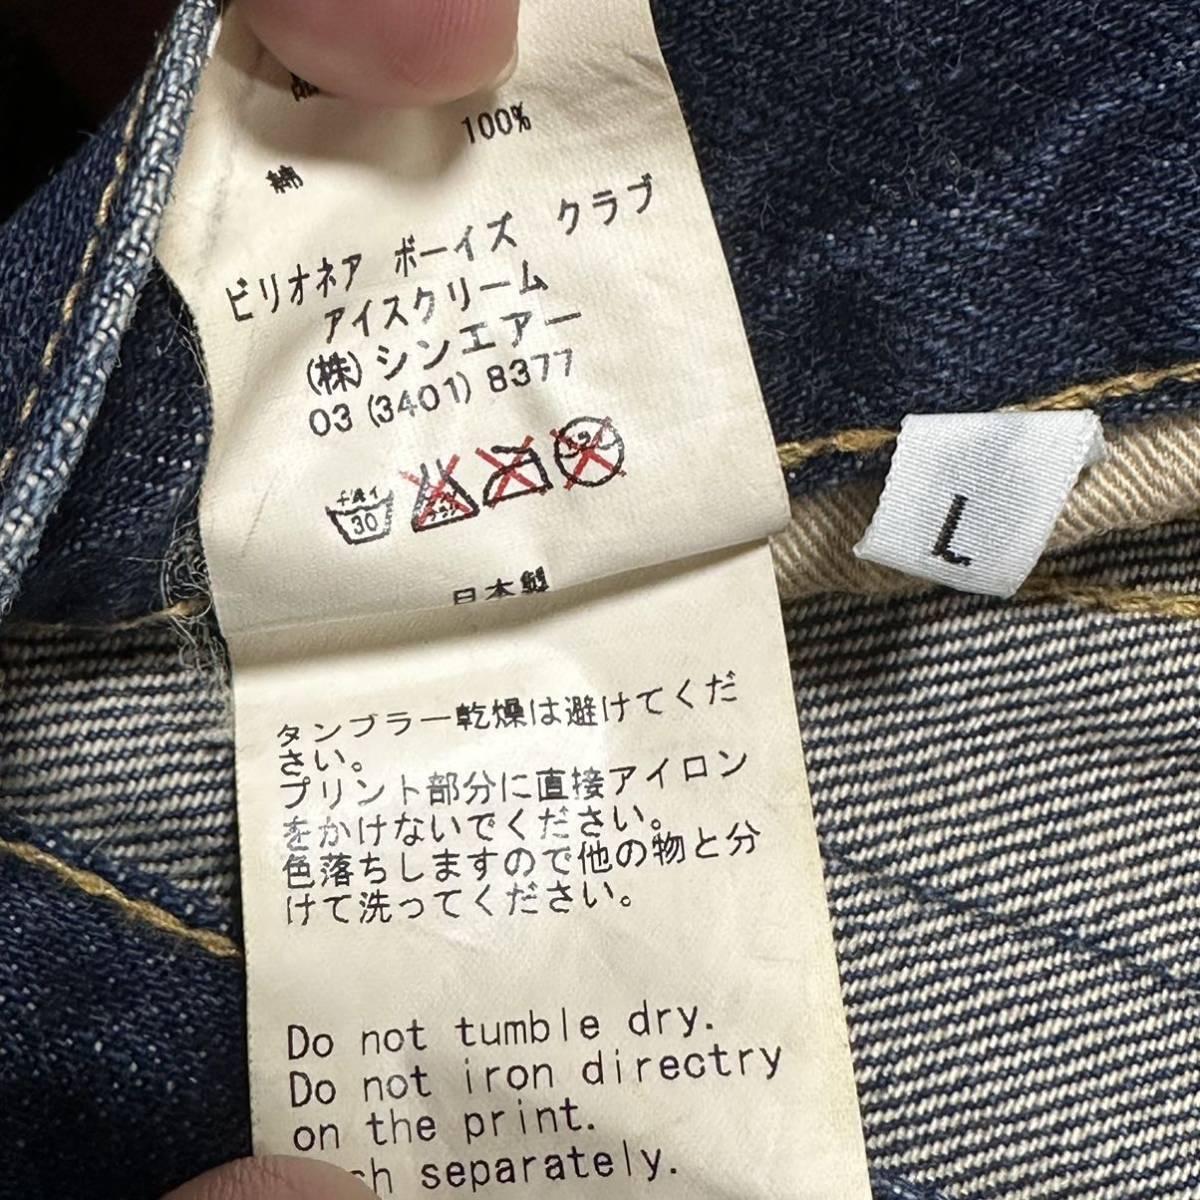 100%
綿
ビリオネア ボーイズ クラブ
アイスクリーム
(株)シンエアー
03 (3401) 8377
30
日本製
L
タンブラー乾燥は避けてくだ
さい。
プリント部分に直接アイロン
をかけないでください。
色落ちしますので他の物と分
けて洗ってください。
Do not tumble dry.
Do not iron directry
on the print.
separately.